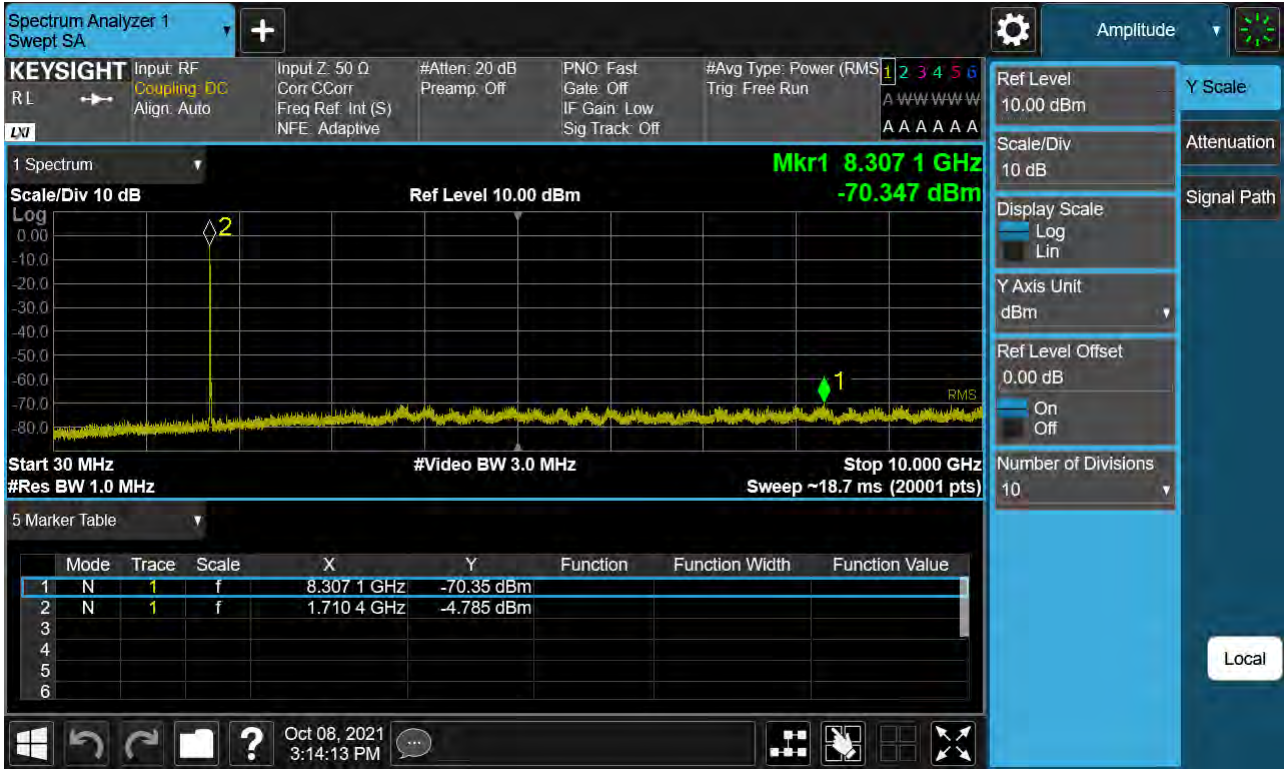 Spectrum Analyzer 1
Swept SA
+
Amplitude
KEYSIGHT
RL
LXI
Input: RF
Coupling: DC
Align: Auto
Input Z: 50 Ω
Corr CCorr
Freq Ref: Int (S)
NFE: Adaptive
#Atten: 20 dB
Preamp: Off
PNO: Fast
Gate: Off
IF Gain: Low
Sig Track: Off
#Avg Type: Power (RMS
Trig: Free Run
1 2 3 4 5 6
A W W W W W
A A A A A A
1 Spectrum
Mkr1 8.307 1 GHz
Scale/Div 10 dB
Ref Level 10.00 dBm
-70.347 dBm
Log
0.00
-10.0
-20.0
-30.0
-40.0
-50.0
-60.0
-70.0
-80.0
2
1
RMS
Start 30 MHz
#Video BW 3.0 MHz
Stop 10.000 GHz
#Res BW 1.0 MHz
Sweep ~18.7 ms (20001 pts)
5 Marker Table
Mode Trace Scale X Y Function Function Width Function Value
1 N 1 f 8.307 1 GHz -70.35 dBm
2 N 1 f 1.710 4 GHz -4.785 dBm
3
4
5
6
Ref Level
10.00 dBm
Scale/Div
10 dB
Display Scale
Log
Lin
Y Axis Unit
dBm
Ref Level Offset
0.00 dB
On
Off
Number of Divisions
10
Y Scale
Attenuation
Signal Path
Local
?
Oct 08, 2021
3:14:13 PM